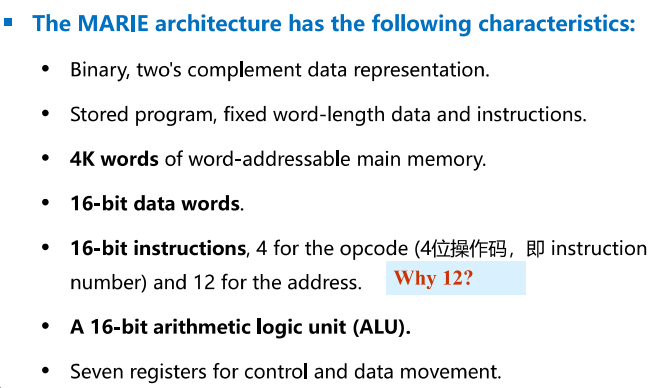 ▪ The MARIE architecture has the following characteristics:
• Binary, two's complement data representation.
• Stored program, fixed word-length data and instructions.
• 4K words of word-addressable main memory.
• 16-bit data words.
• 16-bit instructions, 4 for the opcode (4位操作码，即 instruction
number) and 12 for the address. Why 12?
• A 16-bit arithmetic logic unit (ALU).
• Seven registers for control and data movement.